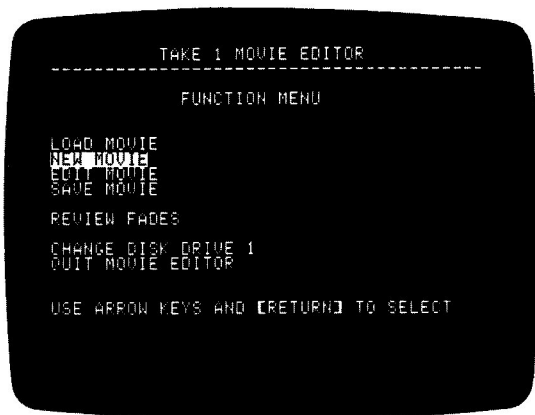 TAKE 1 MOVIE EDITOR
FUNCTION MENU
LOAD MOVIE
NEW MOVIE
EDIT MOVIE
SAVE MOVIE
REVIEW FADES
CHANGE DISK DRIVE 1
QUIT MOVIE EDITOR
USE ARROW KEYS AND [RETURN] TO SELECT